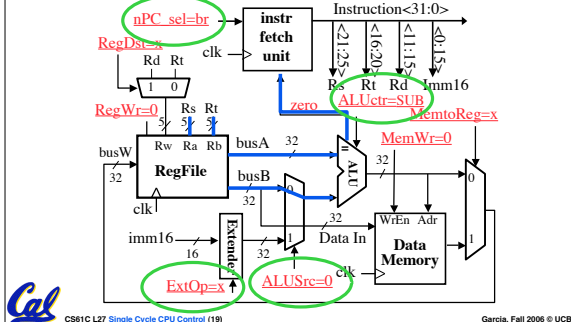 nPC_sel=br
instr
fetch
unit
Instruction<31:0>
clk
<21:25>
<16:20>
<11:15>
<0:15>
RegDst=x
Rd Rt
1 0
Rs Rt Rd Imm16
zero
ALUctr=SUB
MemtoReg=x
RegWr=0
Rs Rt
5 5 5
MemWr=0
busW
32
Rw Ra Rb
RegFile
busA
32
busB
32
=
ALU
32
0
1
clk
0
1
32
Data In
WrEn Adr
Data
Memory
imm16
16
Extender
32
clk
ExtOp=x
ALUSrc=0
Cal
CS61C L27 Single Cycle CPU Control (19)
Garcia, Fall 2006 © UCB